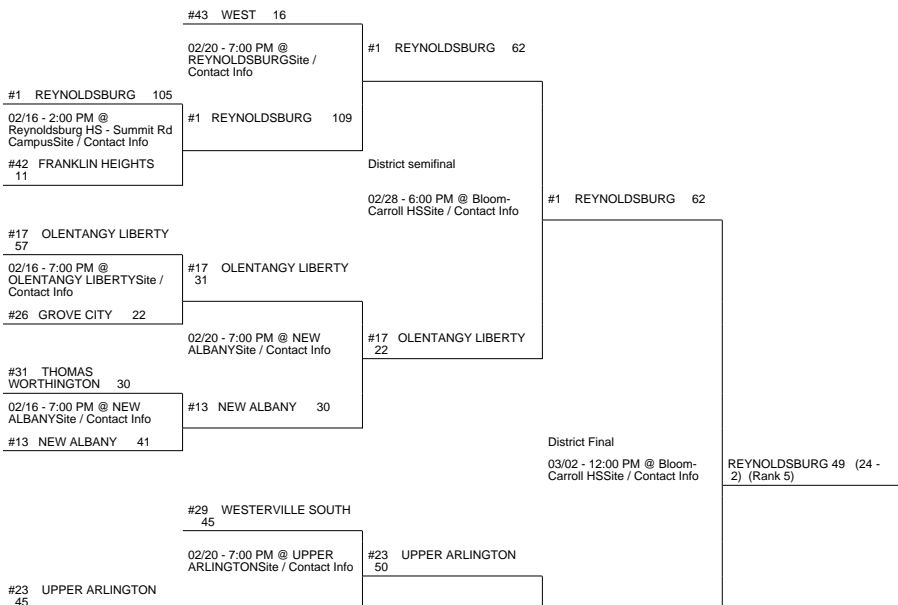 #43 WEST 16
02/20 - 7:00 PM @
REYNOLDSBURGSite /
Contact Info
#1 REYNOLDSBURG 62
#1 REYNOLDSBURG 105
02/16 - 2:00 PM @
Reynoldsburg HS - Summit Rd
CampusSite / Contact Info
#1 REYNOLDSBURG 109
#42 FRANKLIN HEIGHTS
11
District semifinal
02/28 - 6:00 PM @ Bloom-
Carroll HSSite / Contact Info
#1 REYNOLDSBURG 62
#17 OLENTANGY LIBERTY
57
02/16 - 7:00 PM @
OLENTANGY LIBERTYSite /
Contact Info
#17 OLENTANGY LIBERTY
31
#26 GROVE CITY 22
02/20 - 7:00 PM @ NEW
ALBANYSite / Contact Info
#17 OLENTANGY LIBERTY
22
#31 THOMAS
WORTHINGTON 30
02/16 - 7:00 PM @ NEW
ALBANYSite / Contact Info
#13 NEW ALBANY 30
#13 NEW ALBANY 41
District Final
03/02 - 12:00 PM @ Bloom-
Carroll HSSite / Contact Info
REYNOLDSBURG 49 (24 -
2) (Rank 5)
#29 WESTERVILLE SOUTH
45
02/20 - 7:00 PM @ UPPER
ARLINGTONSite / Contact Info
#23 UPPER ARLINGTON
50
#23 UPPER ARLINGTON
45